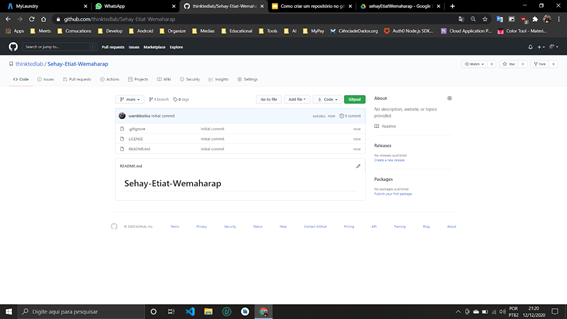 MyLaundry
WhatsApp
thinktedlab/Sehay-Etiat-Wemaharap
Como criar um repositório no gi
sehayEtiatWemaharap - Google
github.com/thinktedlab/Sehay-Etiat-Wemaharap
Apps
Meets
Comucations
Develop
Android
Organizer
Medias
Educational
Tools
AI
MyPay
CiênciadeDados.org
Auth0 Node.js SDK...
Cloud Application P...
Color Tool - Materi...
Search or jump to...
Pull requests
Issues
Marketplace
Explore
thinktedlab / Sehay-Etiat-Wemaharap
Watch
0
Star
0
Fork
0
Code
Issues
Pull requests
Actions
Projects
Wiki
Security
Insights
Settings
main
1 branch
0 tags
Go to file
Add file
Code
Gitpod
Initial commit
now
1 commit
.gitignore
Initial commit
now
LICENSE
Initial commit
now
README.md
Initial commit
now
README.md
Sehay-Etiat-Wemaharap
About
No description, website, or topics
provided.
Readme
Releases
No releases published
Create a new release
Packages
No packages published
Publish your first package
© 2020 GitHub, Inc.
Terms
Privacy
Security
Status
Help
Contact GitHub
Pricing
API
Training
Blog
About
Digite aqui para pesquisar
POR
PTB2
21:20
12/12/2020